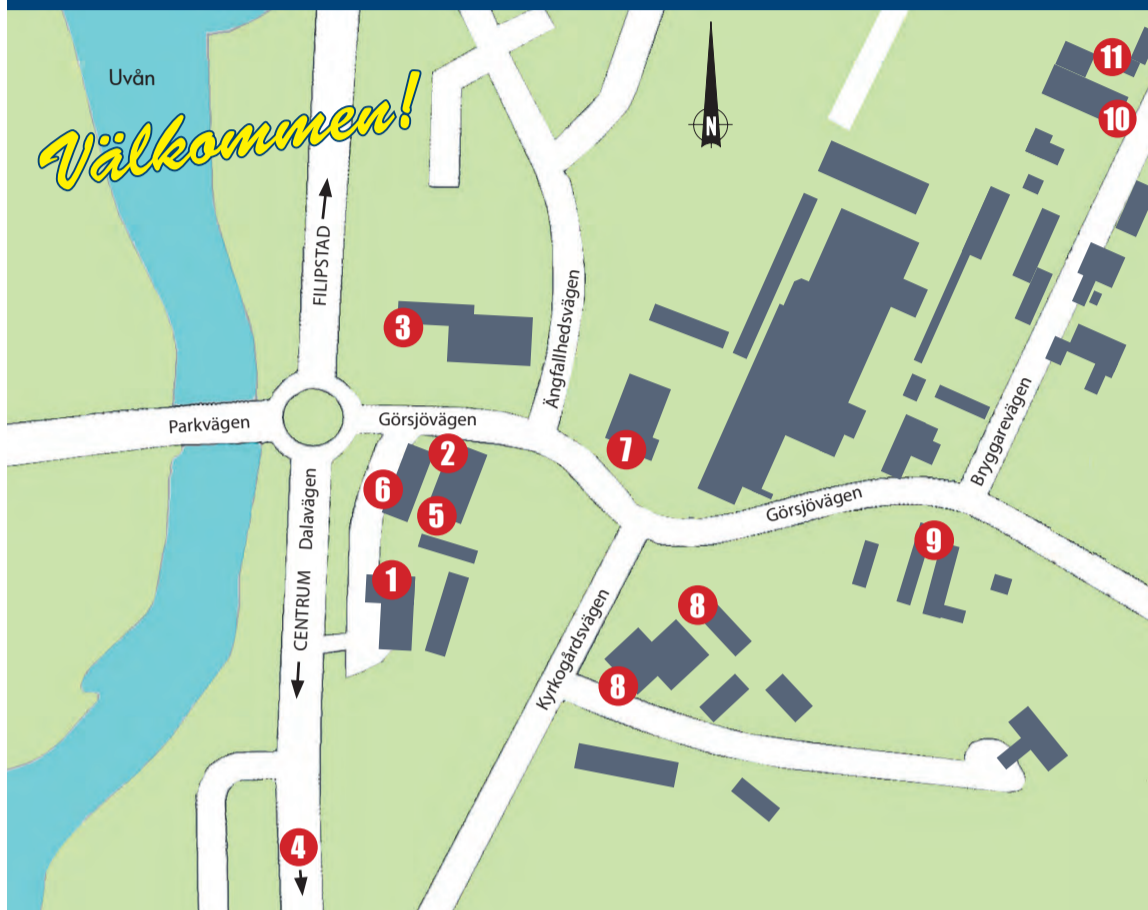 Uvån
Välkommen!
N
11
10
FILIPSTAD
3
Ängfallhedsvägen
Parkvägen
Görsjövägen
2
7
6
5
Bryggarevägen
Görsjövägen
Dalavägen
CENTRUM
1
9
8
Kyrkogårdsvägen
8
4